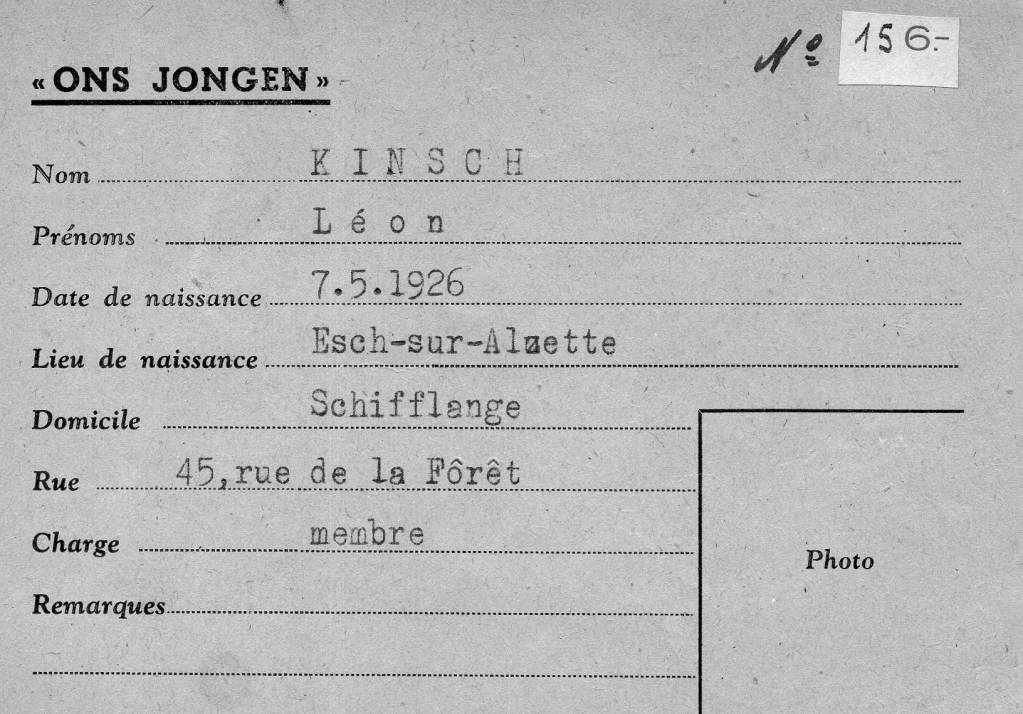 « ONS JONGEN »
Nº 156.-
Nom KINSCH
Prénoms Léon
Date de naissance 7.5.1926
Lieu de naissance Esch-sur-Alzette
Domicile Schifflange
Rue 45,rue de la Fôrêt
Charge membre
Photo
Remarques